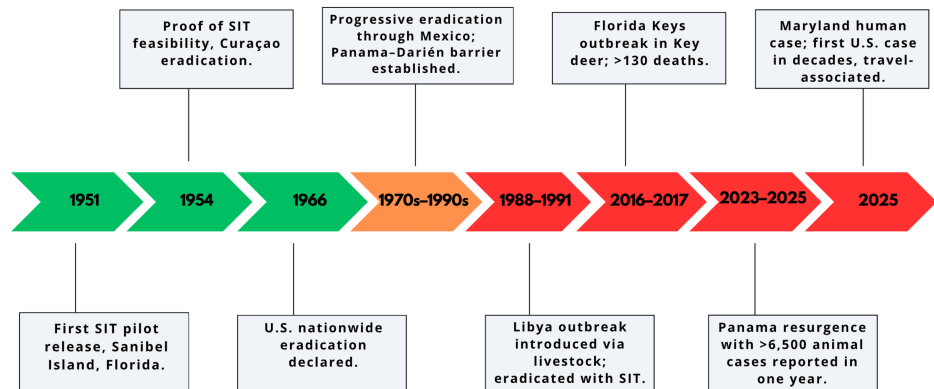 Proof of SIT
feasibility, Curaçao
eradication.
Progressive eradication
through Mexico;
Panama–Darién barrier
established.
Florida Keys
outbreak in Key
deer; >130 deaths.
Maryland human
case; first U.S. case
in decades, travel-
associated.
1951
1954
1966
1970s–1990s
1988–1991
2016–2017
2023–2025
2025
First SIT pilot
release, Sanibel
Island, Florida.
U.S. nationwide
eradication
declared.
Libya outbreak
introduced via
livestock;
eradicated with SIT.
Panama resurgence
with >6,500 animal
cases reported in
one year.